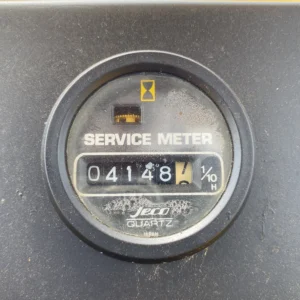 SERVICE METER
04148 1/10
H
Jeco
QUARTZ